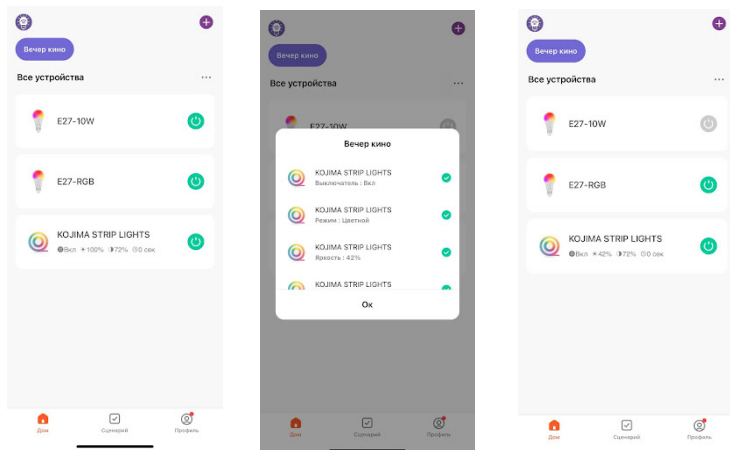 Вечер кино
Все устройства
E27-10W
E27-RGB
KOJIMA STRIP LIGHTS
Вкл 100% 72% 0 сек
Дом
Сценарий
Профиль
Вечер кино
Все устройства
E27-10W
Вечер кино
KOJIMA STRIP LIGHTS
Выключатель : Вкл
KOJIMA STRIP LIGHTS
Режим : Цветной
KOJIMA STRIP LIGHTS
Яркость : 42%
KOJIMA STRIP LIGHTS
Ок
Дом
Сценарий
Профиль
Вечер кино
Все устройства
E27-10W
E27-RGB
KOJIMA STRIP LIGHTS
Вкл 42% 72% 0 сек
Дом
Сценарий
Профиль